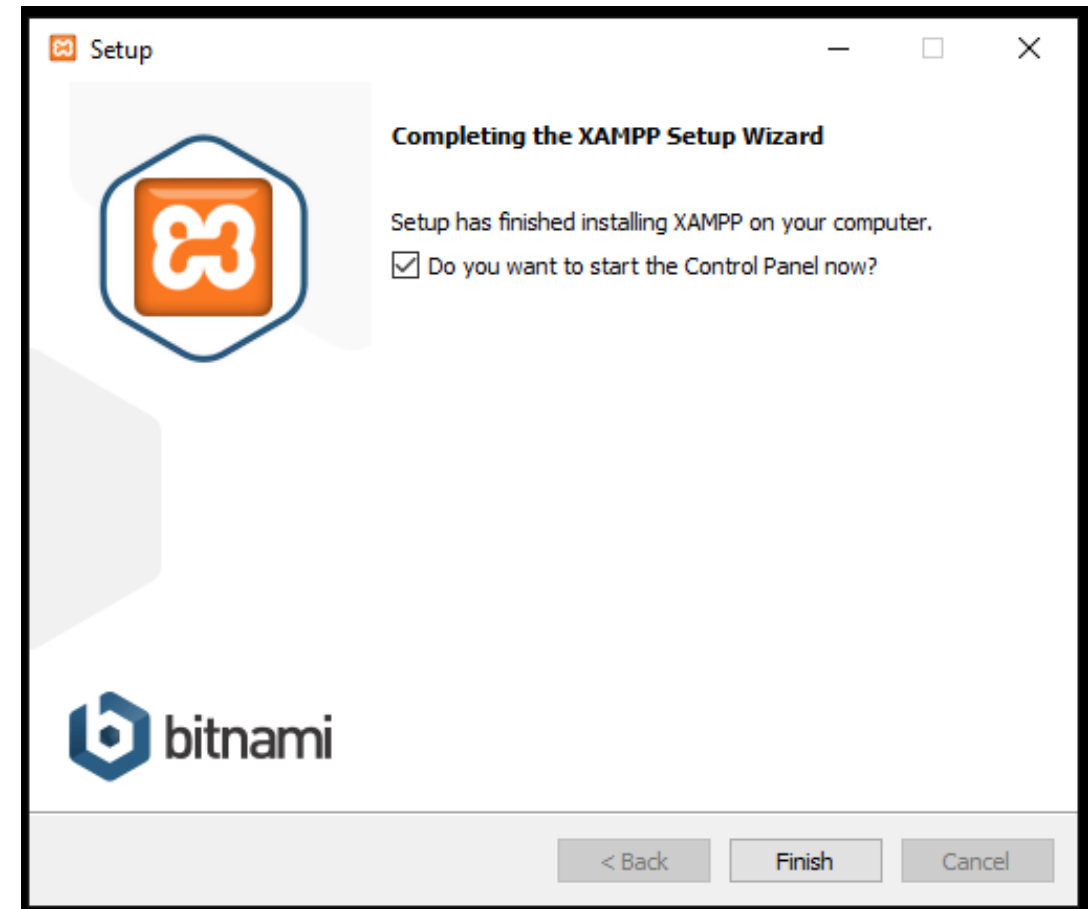 Setup
Completing the XAMPP Setup Wizard
Setup has finished installing XAMPP on your computer.
Do you want to start the Control Panel now?
bitnami
< Back
Finish
Cancel